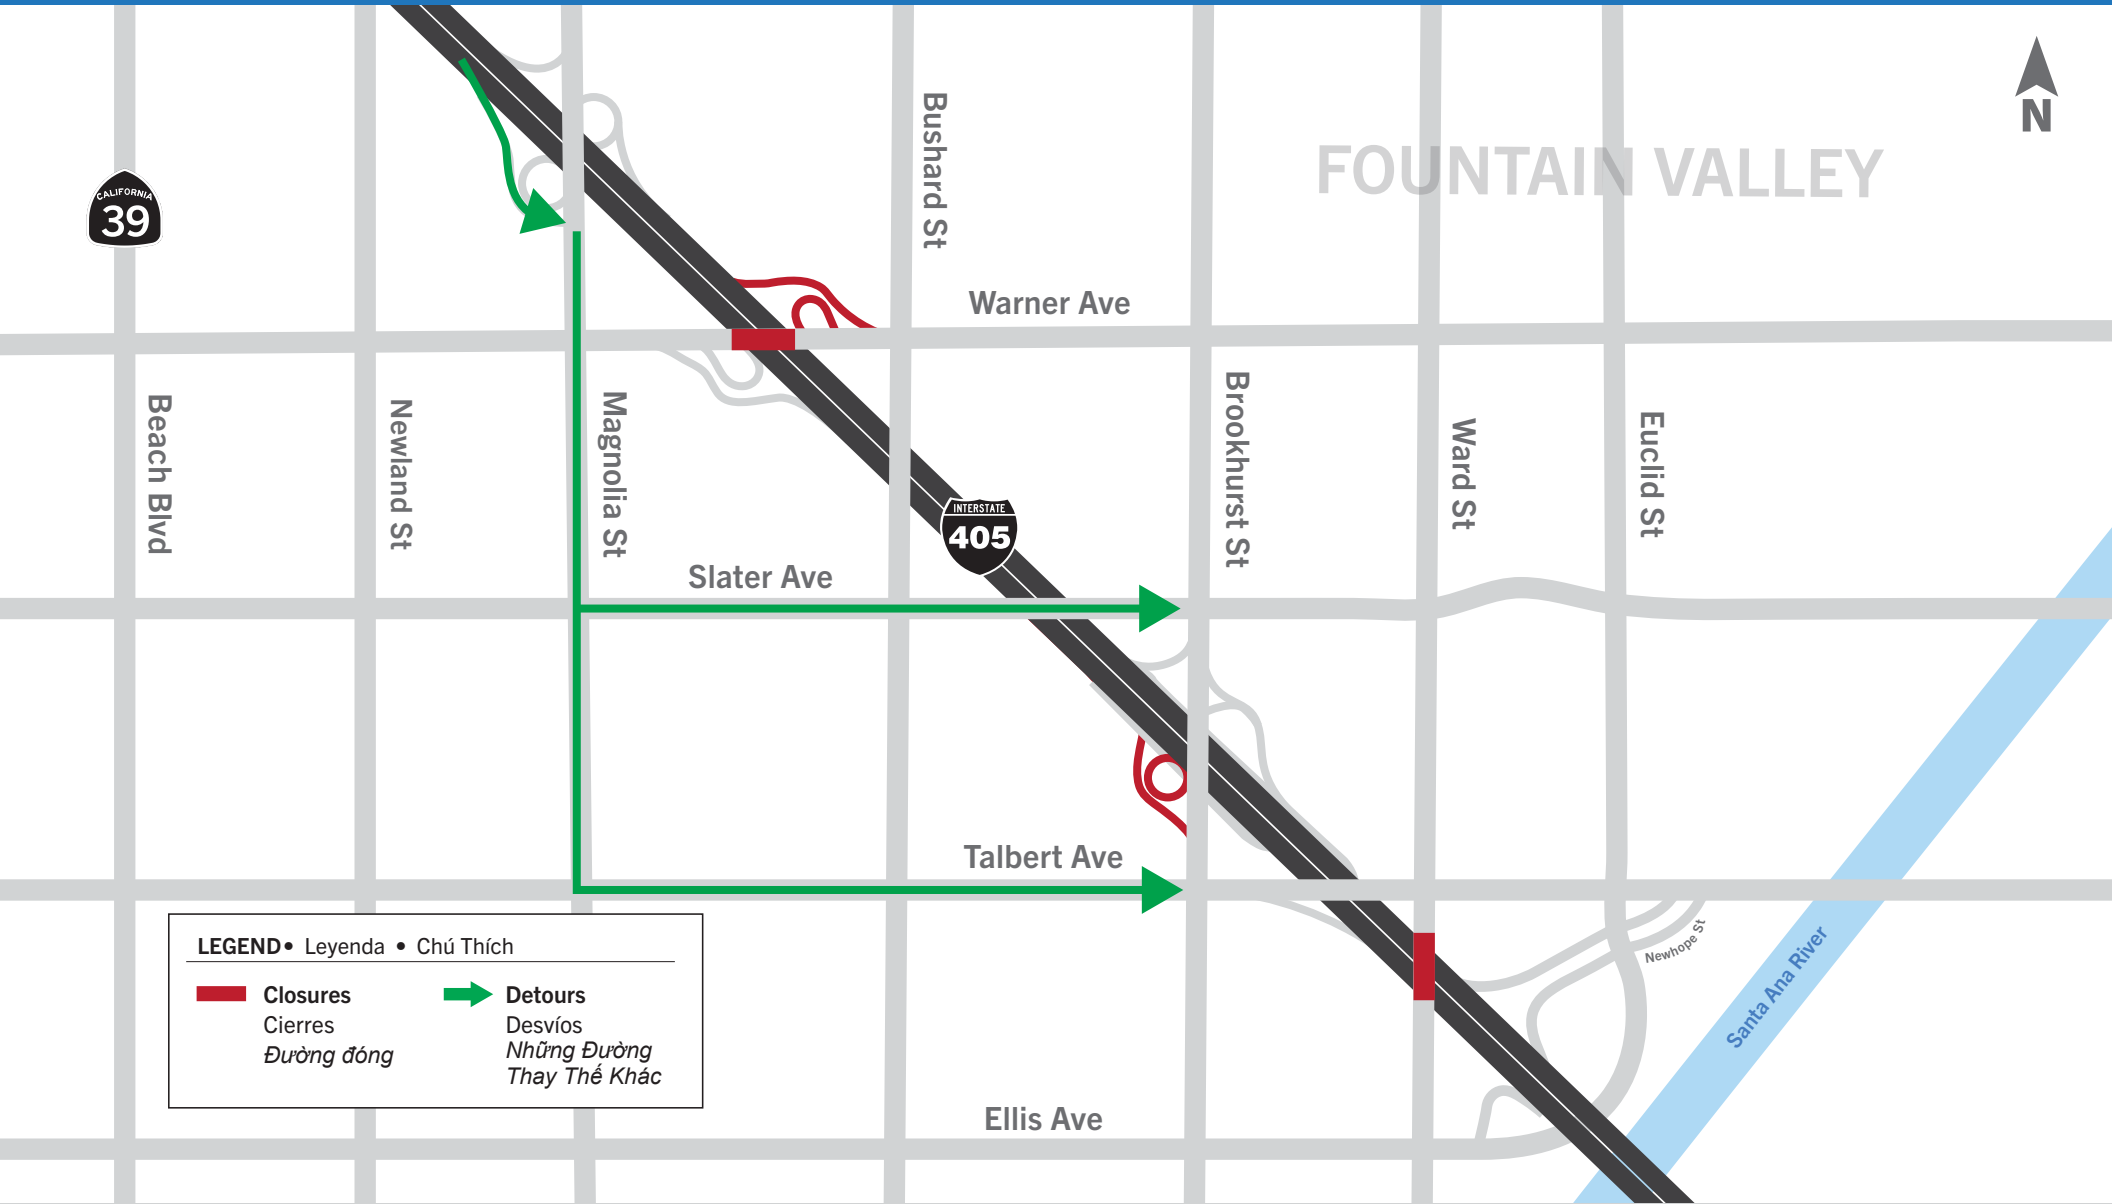 N
FOUNTAIN VALLEY
CALIFORNIA
39
Bushard St
Warner Ave
Beach Blvd
Newland St
Magnolia St
Brookhurst St
Ward St
Euclid St
INTERSTATE
405
Slater Ave
Talbert Ave
Newhope St
Santa Ana River
LEGEND• Leyenda • Chú Thích
Closures
Cierres
Đường đóng
Detours
Desvíos
Những Đường
Thay Thế Khác
Ellis Ave